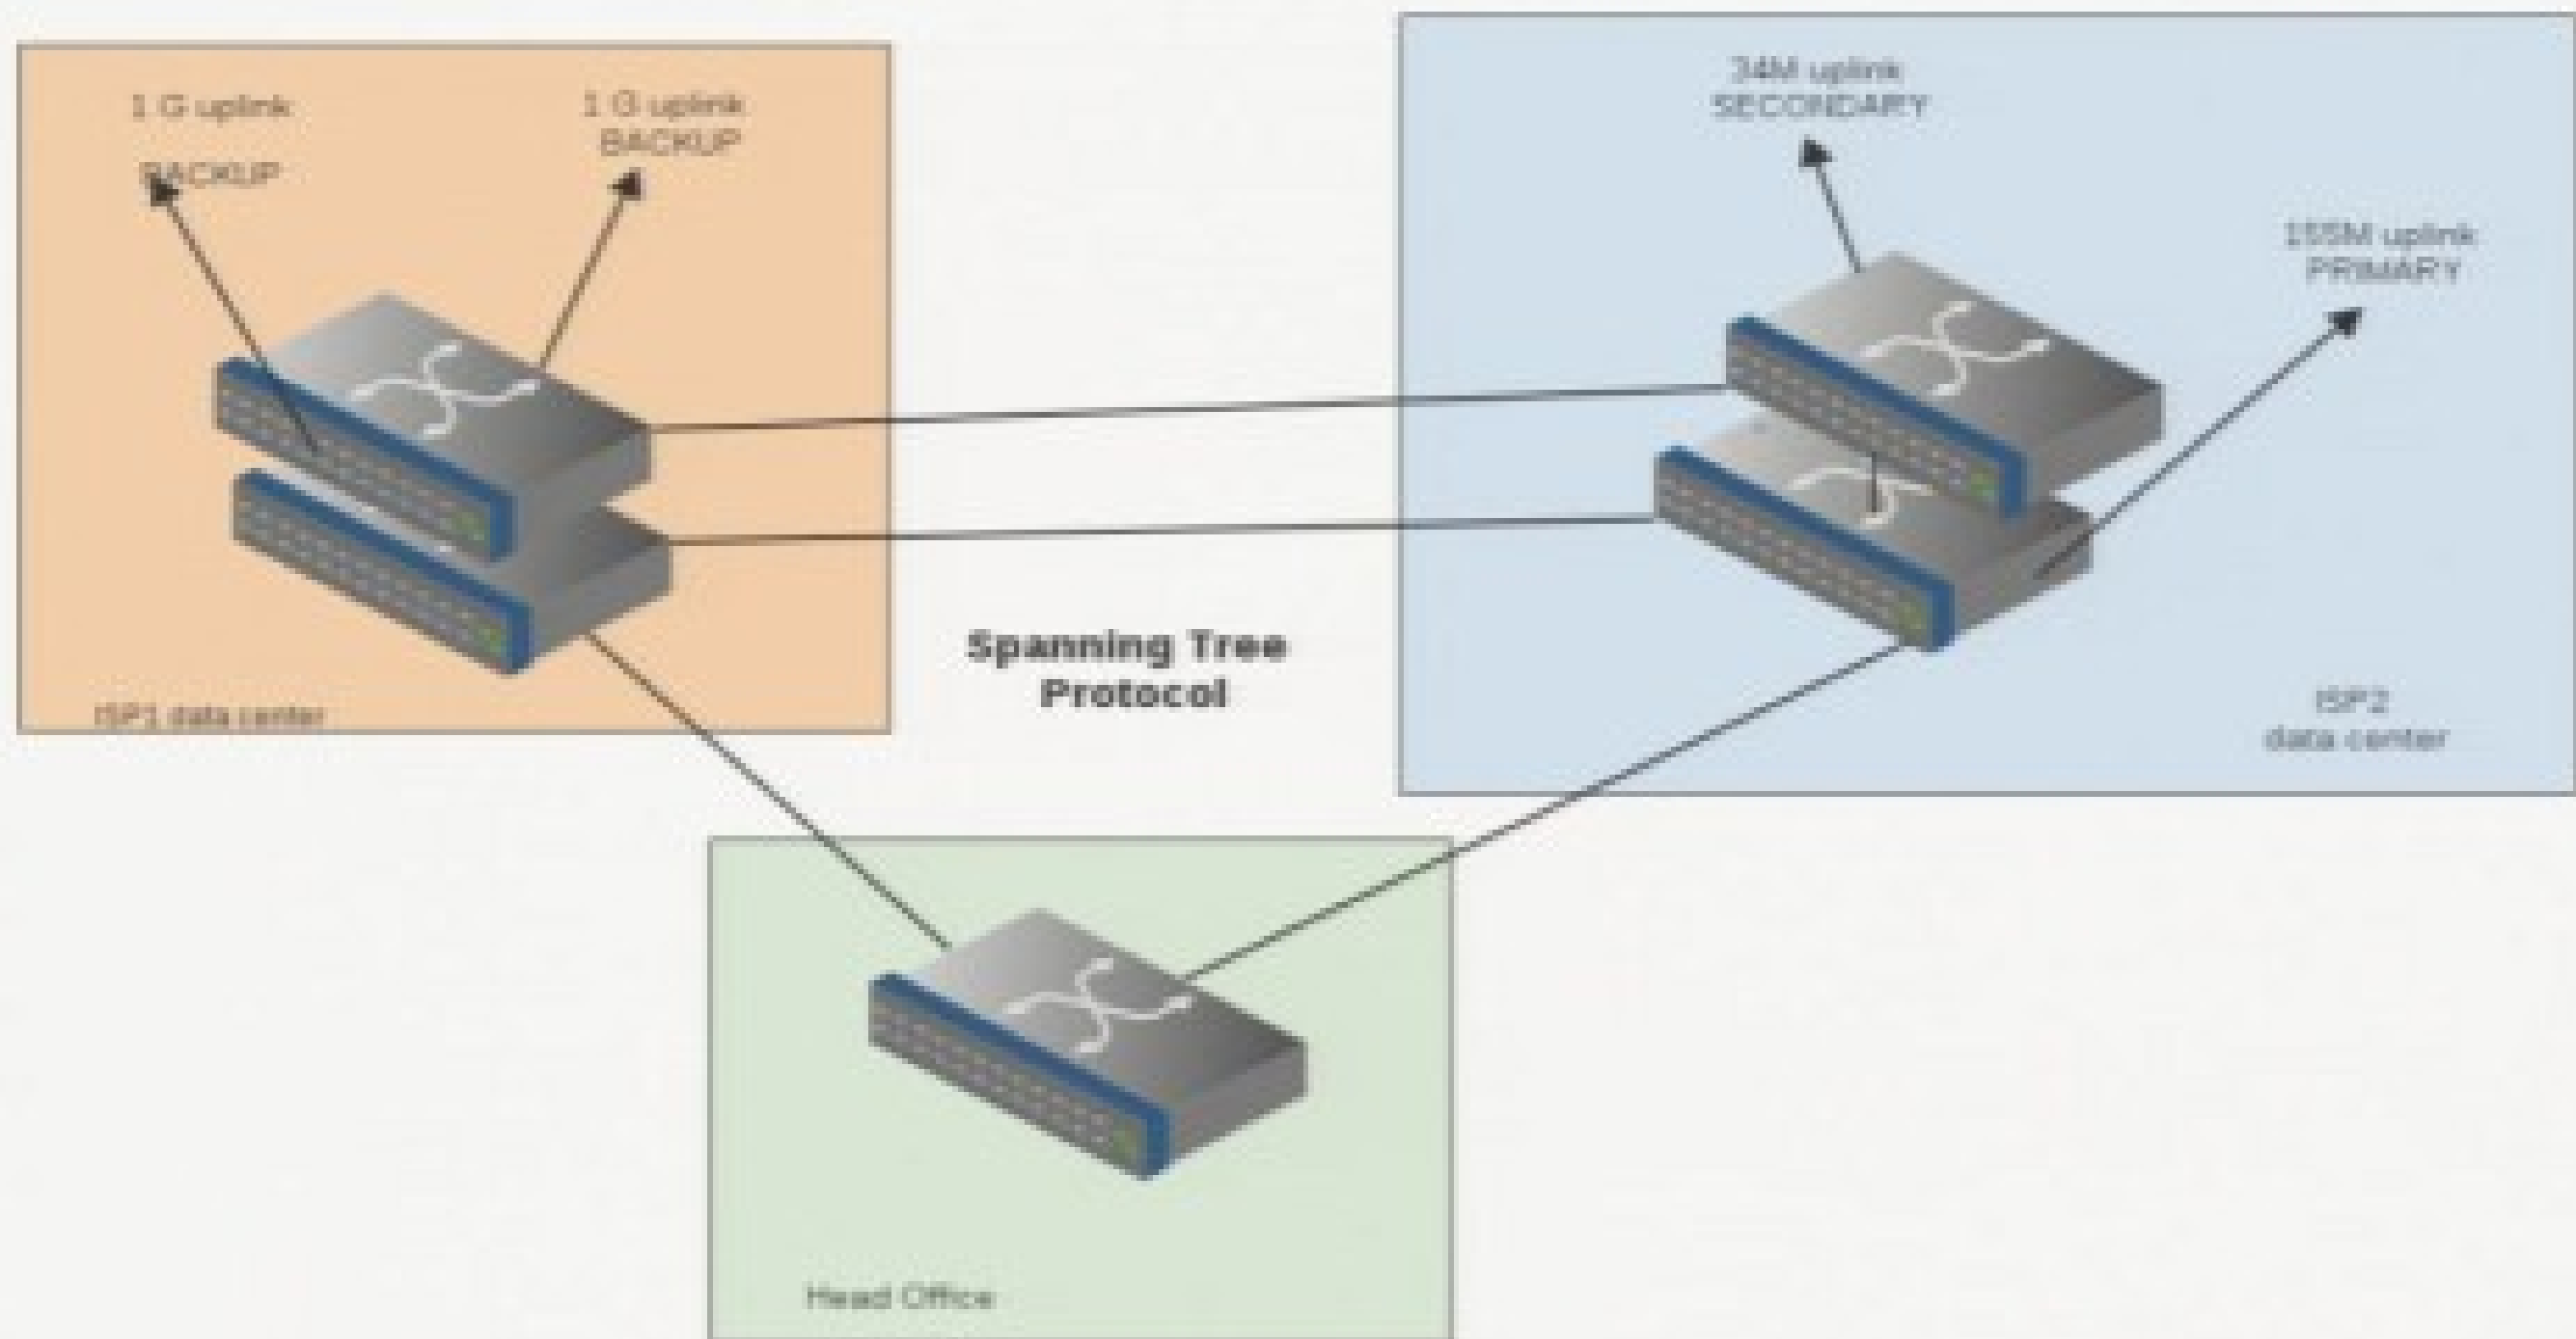 1 G uplink
BACKUP
1 G uplink
BACKUP
34M uplink
SECONDARY
155M uplink
PRIMARY
Spanning Tree
Protocol
ISP1 data center
ISP2
data center
Head Office